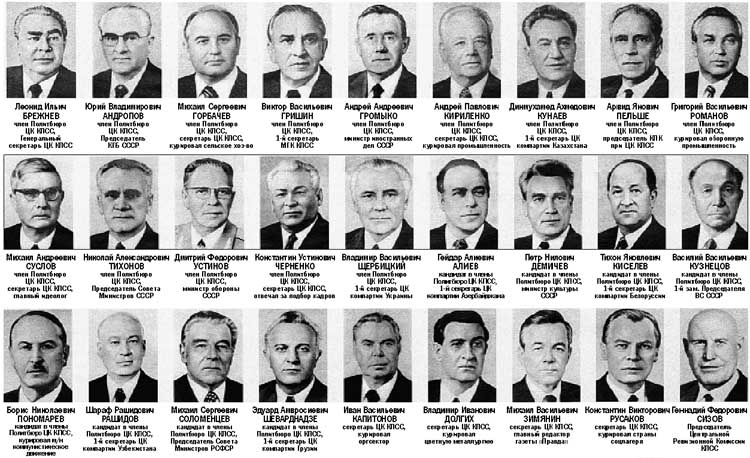 Леонид Ильич
БРЕЖНЕВ
член Политбюро
ЦК КПСС,
Генеральный
секретарь ЦК КПСС
Юрий Владимирович
АНДРОПОВ
член Политбюро
ЦК КПСС,
Председатель
КГБ СССР
Михаил Сергеевич
ГОРБАЧЕВ
член Политбюро
ЦК КПСС,
секретарь ЦК КПСС,
курировал сельское хоз-во
Виктор Васильевич
ГРИШИН
член Политбюро
ЦК КПСС,
1-й секретарь
МГК КПСС
Андрей Андреевич
ГРОМЫКО
член Политбюро
ЦК КПСС,
министр иностранных
дел СССР
Андрей Павлович
КИРИЛЕНКО
член Политбюро
ЦК КПСС,
секретарь ЦК КПСС,
курировал промышленность
Динмухамед Ахмедович
КУНАЕВ
член Политбюро
ЦК КПСС,
1-й секретарь ЦК
компартии Казахстана
Арвид Янович
ПЕЛЬШЕ
член Политбюро
ЦК КПСС,
председатель КПК
при ЦК КПСС
Григорий Васильевич
РОМАНОВ
член Политбюро
ЦК КПСС,
курировал оборонную
промышленность
Михаил Андреевич
СУСЛОВ
член Политбюро
ЦК КПСС,
секретарь ЦК КПСС,
главный идеолог
Николай Александрович
ТИХОНОВ
член Политбюро
ЦК КПСС,
Председатель Совета
Министров СССР
Дмитрий Федорович
УСТИНОВ
член Политбюро
ЦК КПСС,
министр обороны
СССР
Константин Устинович
ЧЕРНЕНКО
член Политбюро
ЦК КПСС,
секретарь ЦК КПСС,
отвечал за подбор кадров
Владимир Васильевич
ЩЕРБИЦКИЙ
член Политбюро
ЦК КПСС,
1-й секретарь ЦК
компартии Украины
Гейдар Алиевич
АЛИЕВ
кандидат в члены
Политбюро ЦК КПСС,
1-й секретарь ЦК
компартии Азербайджана
Петр Нилович
ДЕМИЧЕВ
кандидат в члены
Политбюро ЦК КПСС,
министр культуры
СССР
Тихон Яковлевич
КИСЕЛЕВ
кандидат в члены
Политбюро ЦК КПСС,
1-й секретарь ЦК
компартии Белоруссии
Василий Васильевич
КУЗНЕЦОВ
кандидат в члены
Политбюро ЦК КПСС,
1-й зам. Председателя
ВС СССР
Борис Николаевич
ПОНОМАРЕВ
кандидат в члены
Политбюро ЦК КПСС,
курировал м/н
коммунистическое
движение
Шараф Рашидович
РАШИДОВ
кандидат в члены
Политбюро ЦК КПСС,
1-й секретарь ЦК
компартии Узбекистана
Михаил Сергеевич
СОЛОМЕНЦЕВ
кандидат в члены
Политбюро ЦК КПСС,
Председатель Совета
Министров РСФСР
Эдуард Амвросиевич
ШЕВАРДНАДЗЕ
кандидат в члены
Политбюро ЦК КПСС,
1-й секретарь ЦК
компартии Грузии
Иван Васильевич
КАПИТОНОВ
секретарь ЦК КПСС,
курировал
оргсектор
Владимир Иванович
ДОЛГИХ
секретарь ЦК КПСС,
курировал
цветную металлургию
Михаил Васильевич
ЗИМЯНИН
секретарь ЦК КПСС,
главный редактор
газеты «Правда»
Константин Викторович
РУСАКОВ
секретарь ЦК КПСС,
курировал страны
соцлагеря
Геннадий Федорович
СИЗОВ
Председатель
Центральной
Ревизионной Комиссии
КПСС